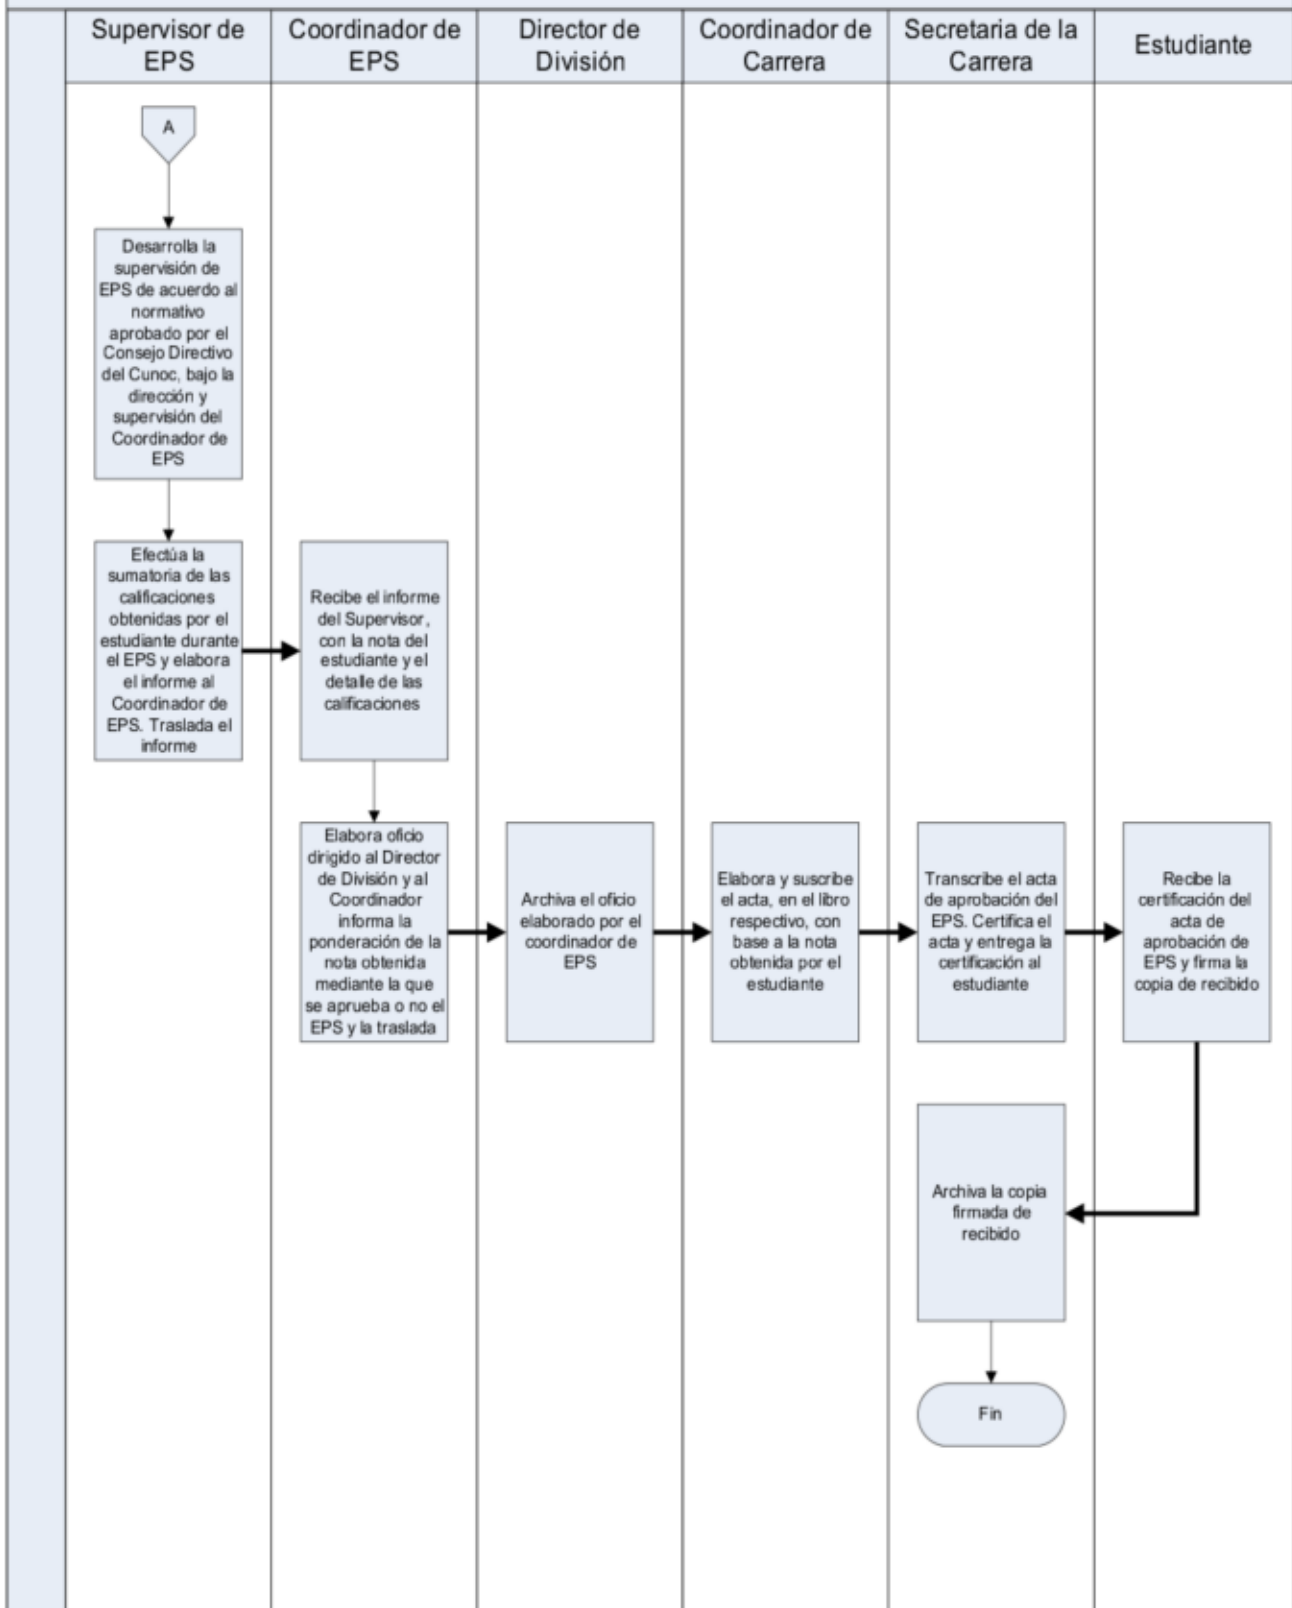 Supervisor de
EPS
Coordinador de
EPS
Director de
División
Coordinador de
Carrera
Secretaria de la
Carrera
Estudiante
A
Desarrolla la
supervisión de
EPS de acuerdo al
normativo
aprobado por el
Consejo Directivo
del Cunoc, bajo la
dirección y
supervisión del
Coordinador de
EPS
Efectúa la
sumatoria de las
calificaciones
obtenidas por el
estudiante durante
el EPS y elabora
el informe al
Coordinador de
EPS. Traslada el
informe
Recibe el informe
del Supervisor,
con la nota del
estudiante y el
detalle de las
calificaciones
Elabora oficio
dirigido al Director
de División y al
Coordinador
informa la
ponderación de la
nota obtenida
mediante la que
se aprueba o no el
EPS y la traslada
Archiva el oficio
elaborado por el
coordinador de
EPS
Elabora y suscribe
el acta, en el libro
respectivo, con
base a la nota
obtenida por el
estudiante
Transcribe el acta
de aprobación del
EPS. Certifica el
acta y entrega la
certificación al
estudiante
Recibe la
certificación del
acta de
aprobación de
EPS y firma la
copia de recibido
Archiva la copia
firmada de
recibido
Fin